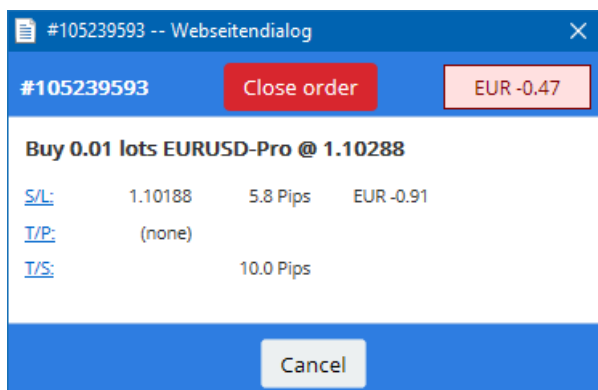 #105239593 -- Webseitendialog
#105239593 Close order EUR -0.47
Buy 0.01 lots EURUSD-Pro @ 1.10288
S/L: 1.10188 5.8 Pips EUR -0.91
T/P: (none)
T/S: 10.0 Pips
Cancel